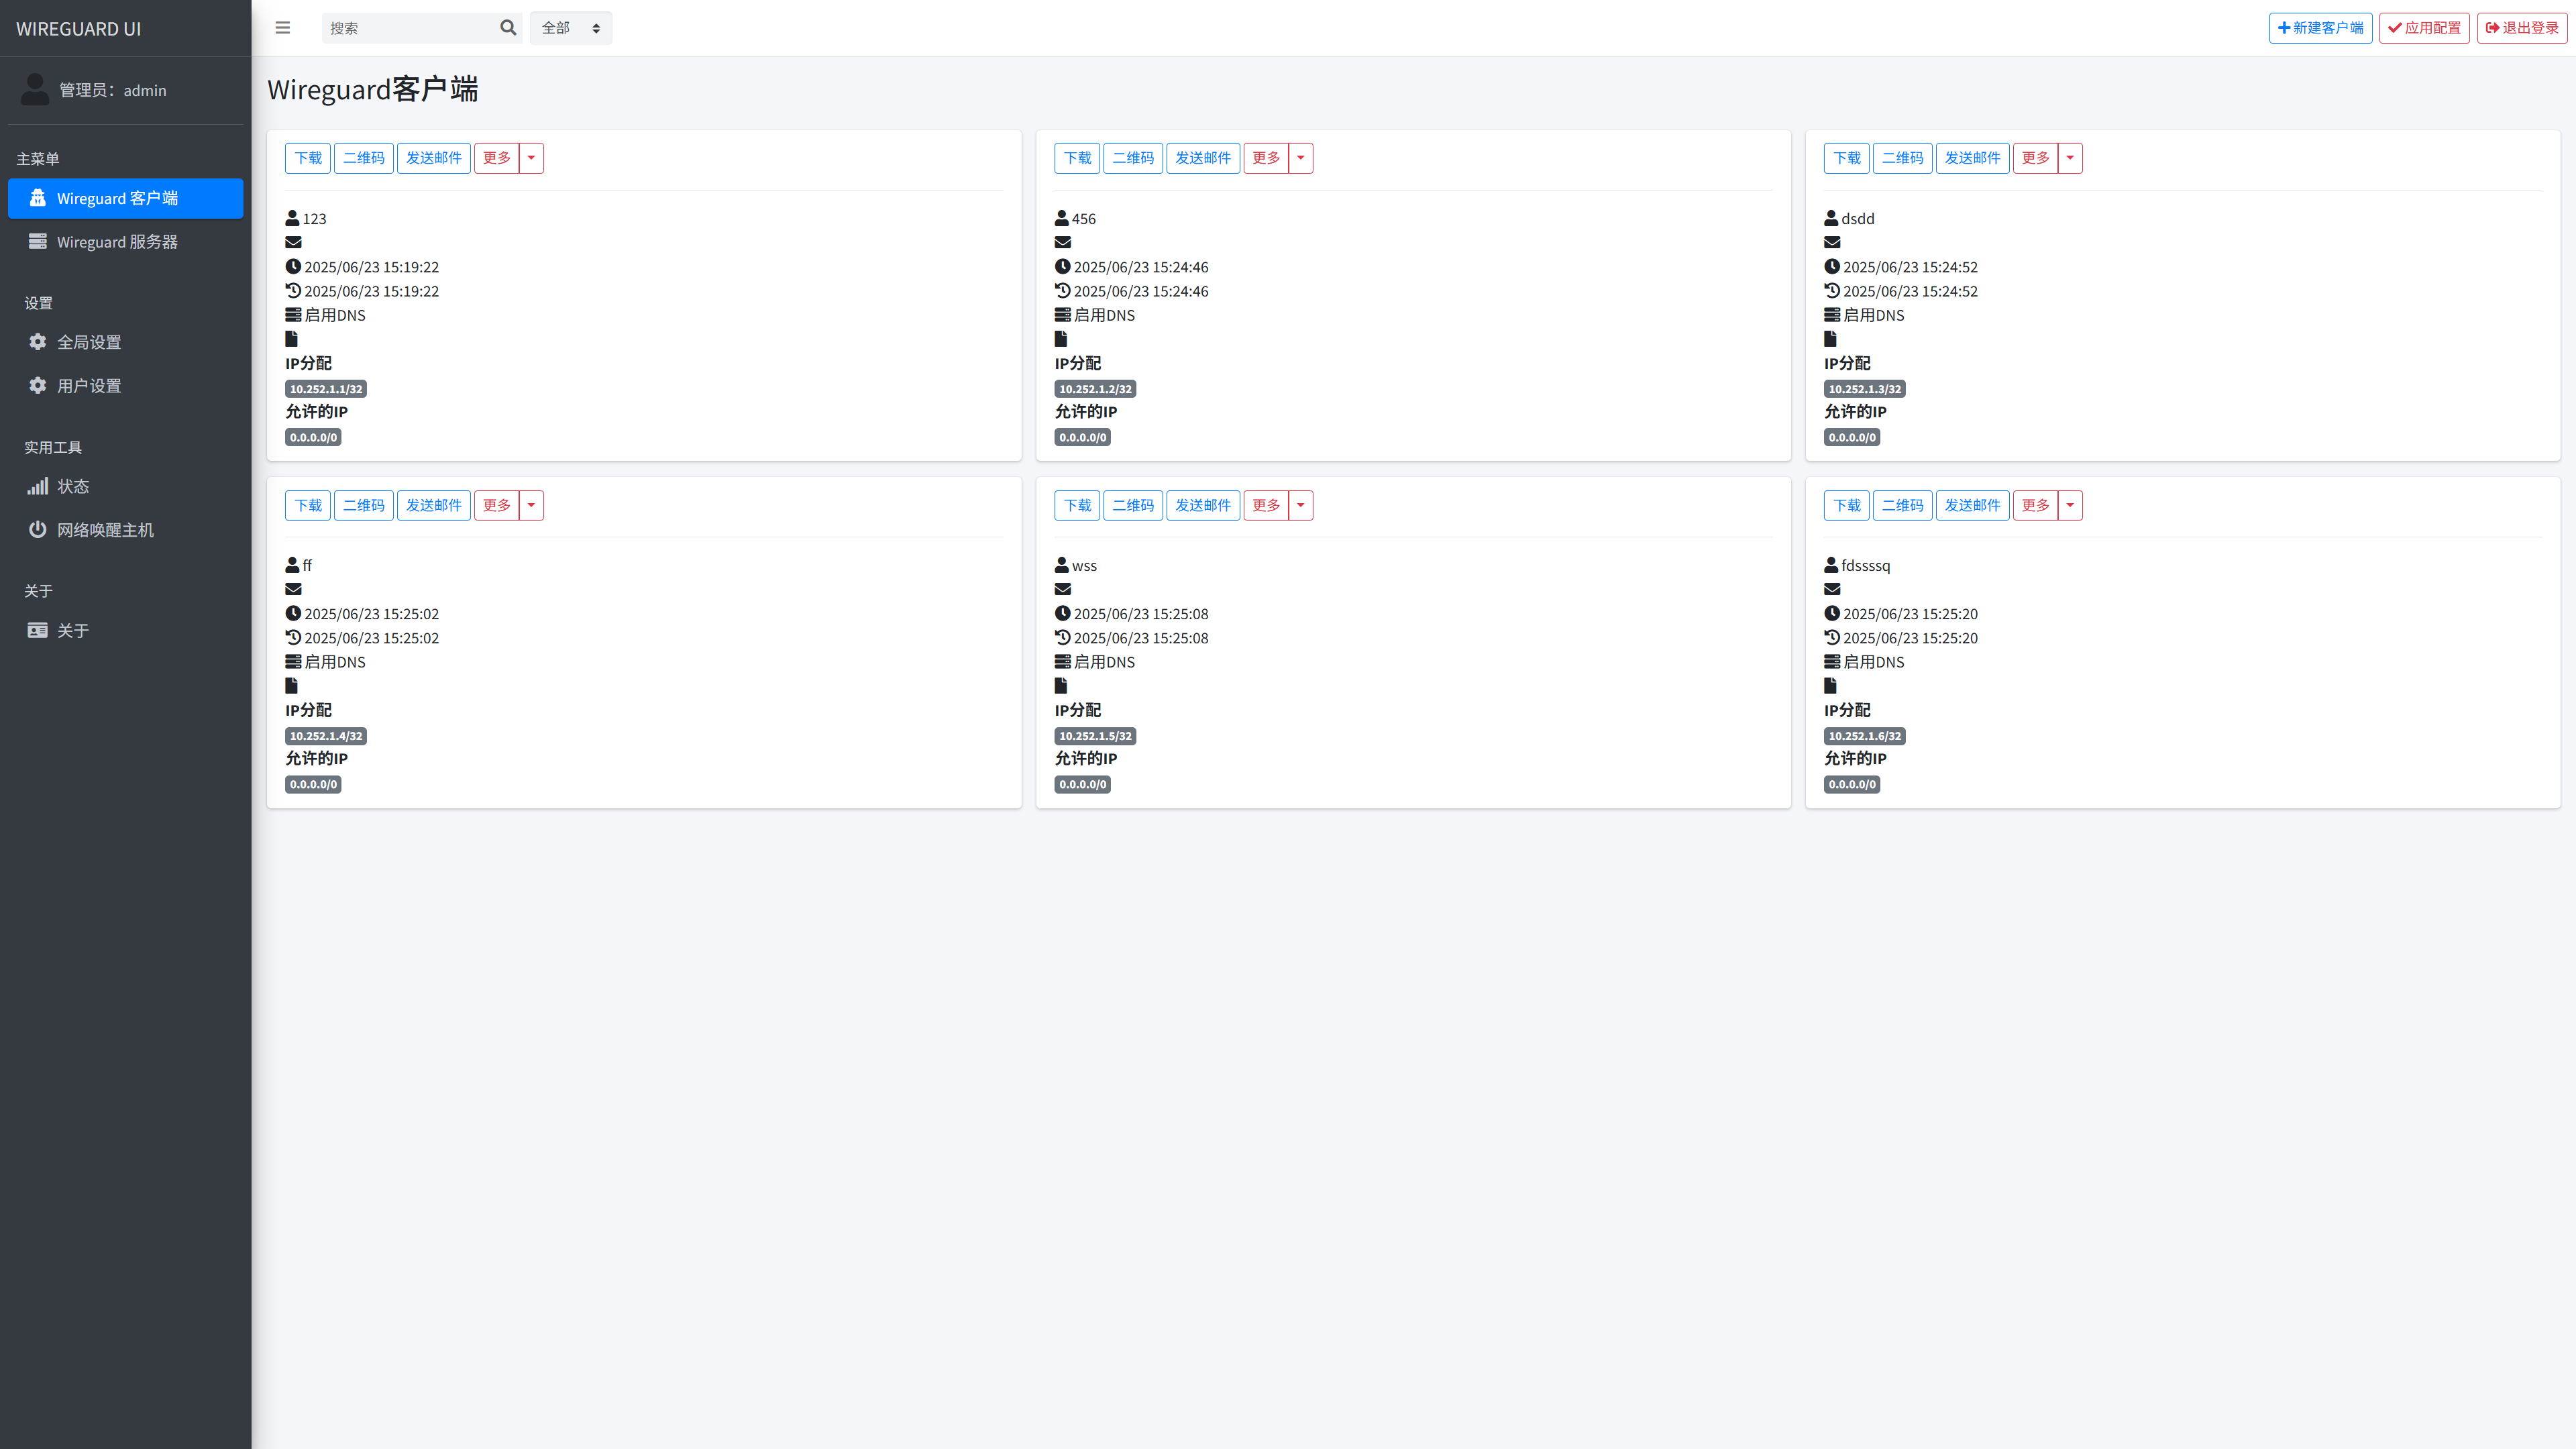 WIREGUARD UI
管理员：admin
主菜单
Wireguard 客户端
Wireguard 服务器
设置
全局设置
用户设置
实用工具
状态
网络唤醒主机
关于
关于
搜索
全部
新建客户端
应用配置
退出登录
Wireguard客户端
下载 二维码 发送邮件 更多
123
2025/06/23 15:19:22
2025/06/23 15:19:22
启用DNS
IP分配
10.252.1.1/32
允许的IP
0.0.0.0/0
下载 二维码 发送邮件 更多
456
2025/06/23 15:24:46
2025/06/23 15:24:46
启用DNS
IP分配
10.252.1.2/32
允许的IP
0.0.0.0/0
下载 二维码 发送邮件 更多
dsdd
2025/06/23 15:24:52
2025/06/23 15:24:52
启用DNS
IP分配
10.252.1.3/32
允许的IP
0.0.0.0/0
下载 二维码 发送邮件 更多
ff
2025/06/23 15:25:02
2025/06/23 15:25:02
启用DNS
IP分配
10.252.1.4/32
允许的IP
0.0.0.0/0
下载 二维码 发送邮件 更多
wss
2025/06/23 15:25:08
2025/06/23 15:25:08
启用DNS
IP分配
10.252.1.5/32
允许的IP
0.0.0.0/0
下载 二维码 发送邮件 更多
fdssssq
2025/06/23 15:25:20
2025/06/23 15:25:20
启用DNS
IP分配
10.252.1.6/32
允许的IP
0.0.0.0/0